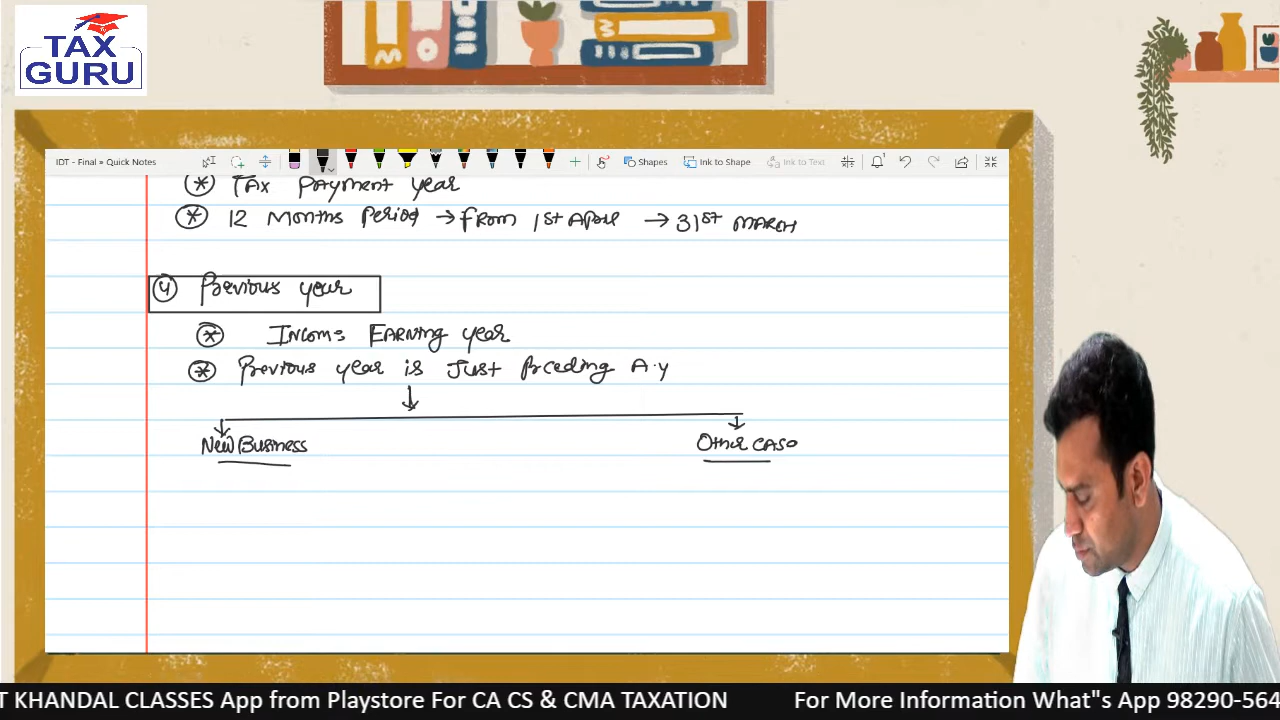 TAX
GURU
IDT - Final » Quick Notes
Shapes
Ink to Shape
Ink to Text
* Tax Payment year
* 12 Months Period → from 1st April → 31st March
4 Previous year
* Income Earning year
* Previous year is Just Preceding A.y
New Business
Other Case
T KHANDAL CLASSES App from Playstore For CA CS & CMA TAXATION
For More Information What"s App 98290-564